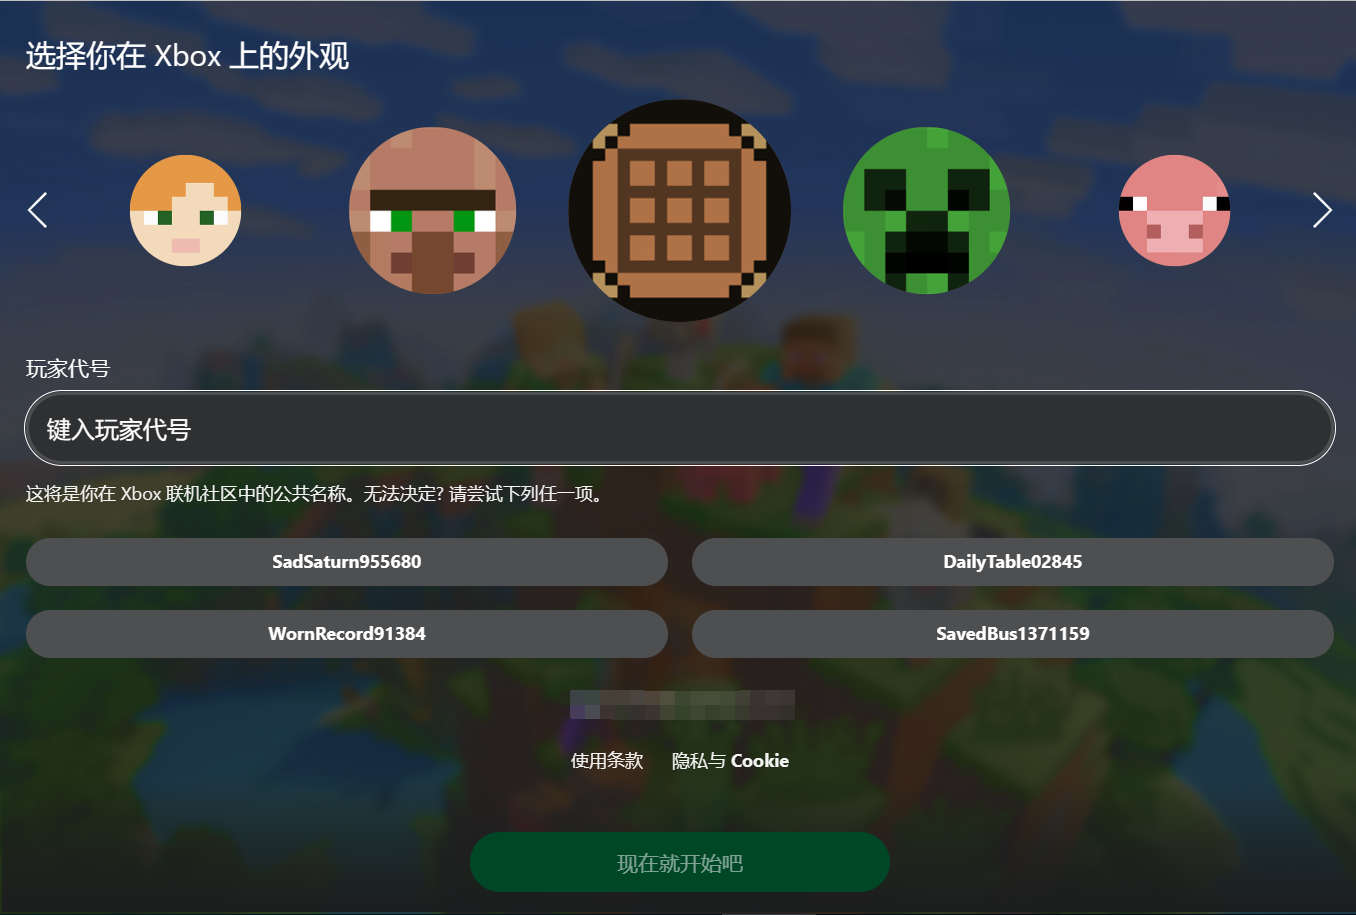 选择你在 Xbox 上的外观
玩家代号
键入玩家代号
这将是你在 Xbox 联机社区中的公共名称。无法决定? 请尝试下列任一项。
SadSaturn955680
DailyTable02845
WornRecord91384
SavedBus1371159
使用条款 隐私与 Cookie
现在就开始吧